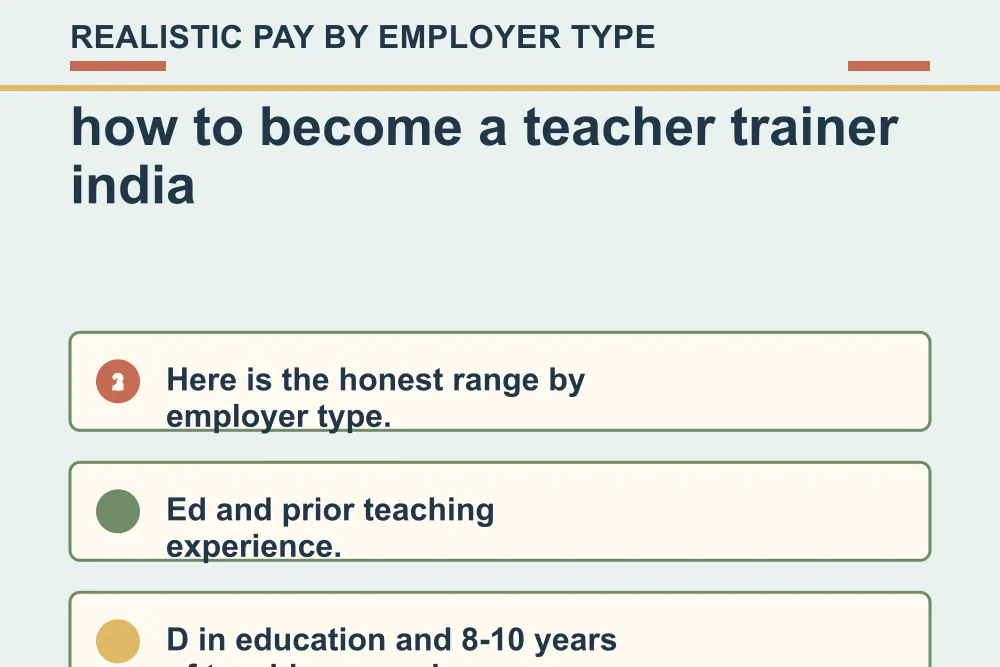 REALISTIC PAY BY EMPLOYER TYPE
how to become a teacher trainer
india
Here is the honest range by
employer type.
Ed and prior teaching
experience.
D in education and 8-10 years